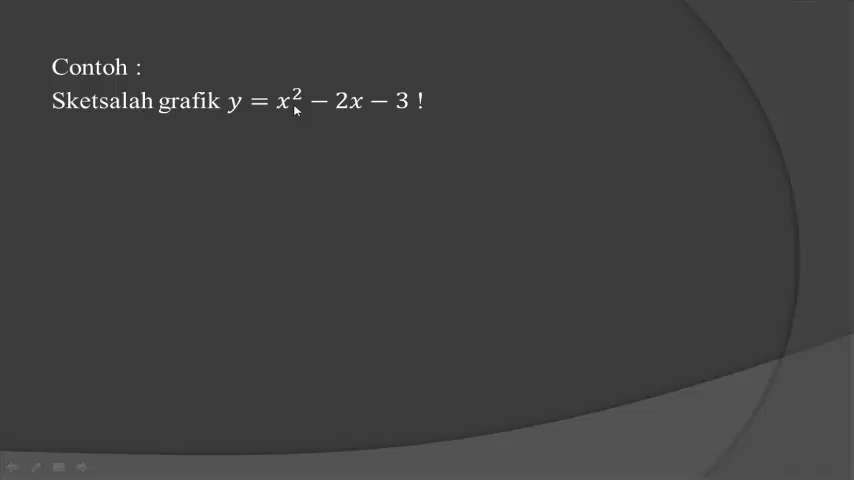 Contoh :
Sketsalah grafik y = x² − 2x − 3 !